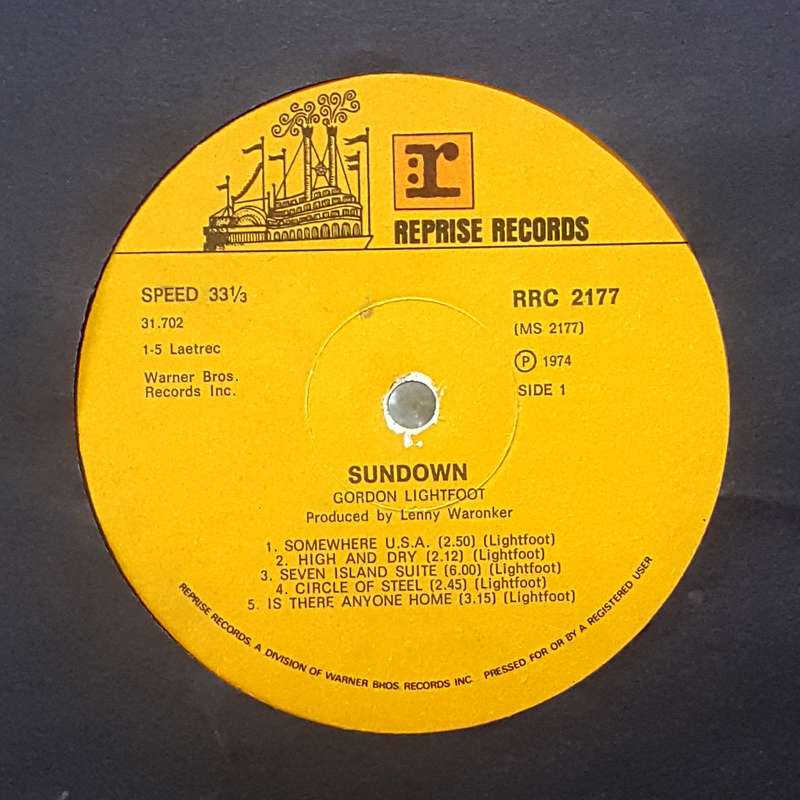 r
REPRISE RECORDS
SPEED 33⅓
31.702
1-5 Laetrec
Warner Bros.
Records Inc.
RRC 2177
(MS 2177)
Ⓟ 1974
SIDE 1
SUNDOWN
GORDON LIGHTFOOT
Produced by Lenny Waronker
1. SOMEWHERE U.S.A. (2.50) (Lightfoot)
2. HIGH AND DRY (2.12) (Lightfoot)
3. SEVEN ISLAND SUITE (6.00) (Lightfoot)
4. CIRCLE OF STEEL (2.45) (Lightfoot)
5. IS THERE ANYONE HOME (3.15) (Lightfoot)
REPRISE RECORDS, A DIVISION OF WARNER BROS. RECORDS INC. PRESSED FOR OR BY A REGISTERED USER